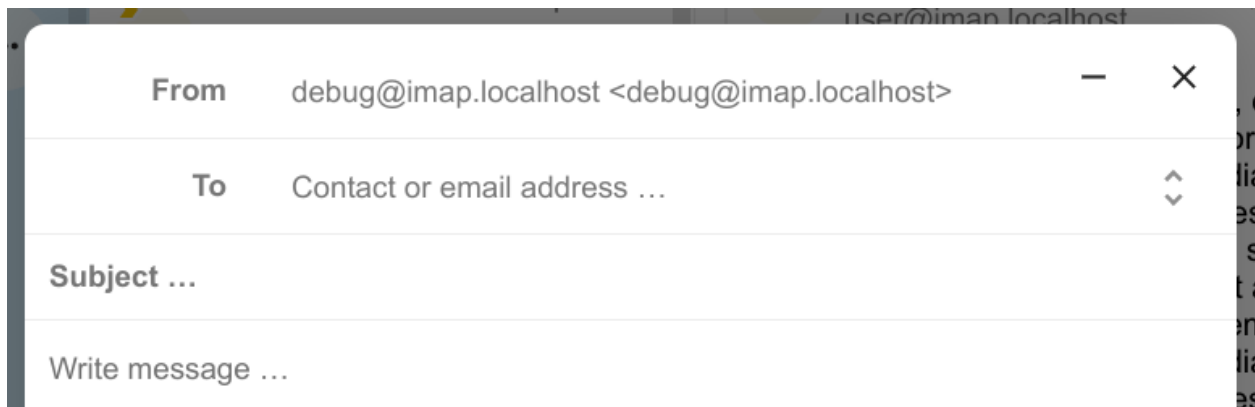 user@imap.localhost
From debug@imap.localhost <debug@imap.localhost>
To Contact or email address …
Subject …
Write message …